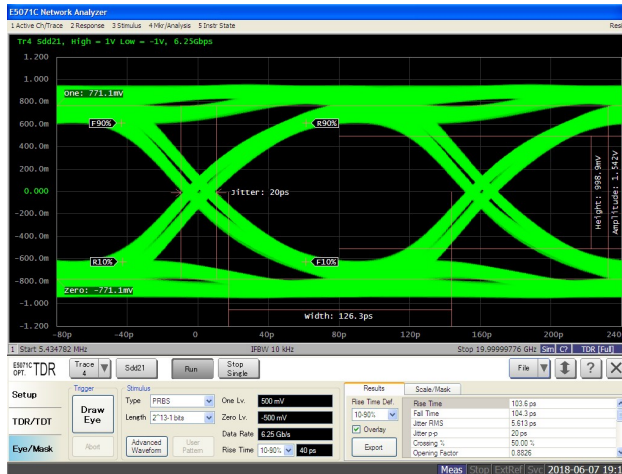 E5071C Network Analyzer
1 Active Ch/Trace 2 Response 3 Stimulus 4 Mkr/Analysis 5 Instr State
Tr4 Sdd21, High = 1V Low = -1V, 6.25Gbps
1.200
1.000
One: 771.1mV
800.0m
600.0m F90% R90%
400.0m
200.0m
0.000 Jitter: 20ps
Height: 998.9mV
Amplitude: 1.542V
-200.0m
-400.0m
-600.0m R10% F10%
-800.0m
Zero: -771.1mV
-1.000
Width: 126.3ps
-1.200
-80p -40p 0 40p 80p 120p 160p 200p 240
1 Start 5.434782 MHz IFBW 10 kHz Stop 19.99999776 GHz Sim C? TDR [Full]
E5071C OPT. TDR Trace 4 Sdd21 Run Stop Single File ? X
Setup
TDR/TDT
Eye/Mask
Trigger
Draw Eye
Abort
Stimulus
Type PRBS One Lv. 500 mV
Length 2^13-1 bits Zero Lv. -500 mV
Data Rate 6.25 Gb/s
Advanced Waveform User Pattern Rise Time 10-90% 40 ps
Results Scale/Mask
Rise Time Def.
10-90%
Overlay
Export
Rise Time 103.6 ps
Fall Time 104.3 ps
Jitter RMS 5.613 ps
Jitter p-p 20 ps
Crossing % 50.00 %
Opening Factor 0.8826
Meas Stop ExtRef Svc 2018-06-07 19:1